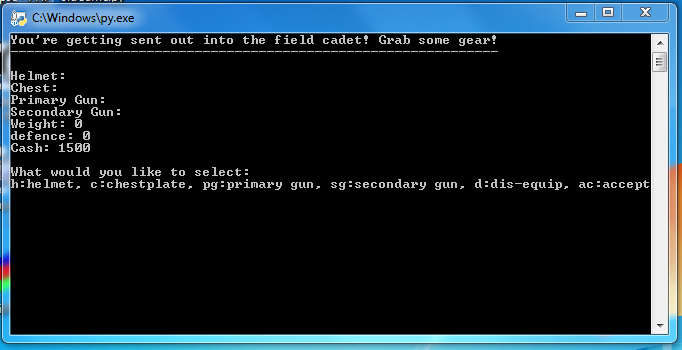 C:\Windows\py.exe
You're getting sent out into the field cadet! Grab some gear!
-------------------------------------------------------------
Helmet:
Chest:
Primary Gun:
Secondary Gun:
Weight: 0
defence: 0
Cash: 1500
What would you like to select:
h:helmet, c:chestplate, pg:primary gun, sg:secondary gun, d:dis-equip, ac:accept